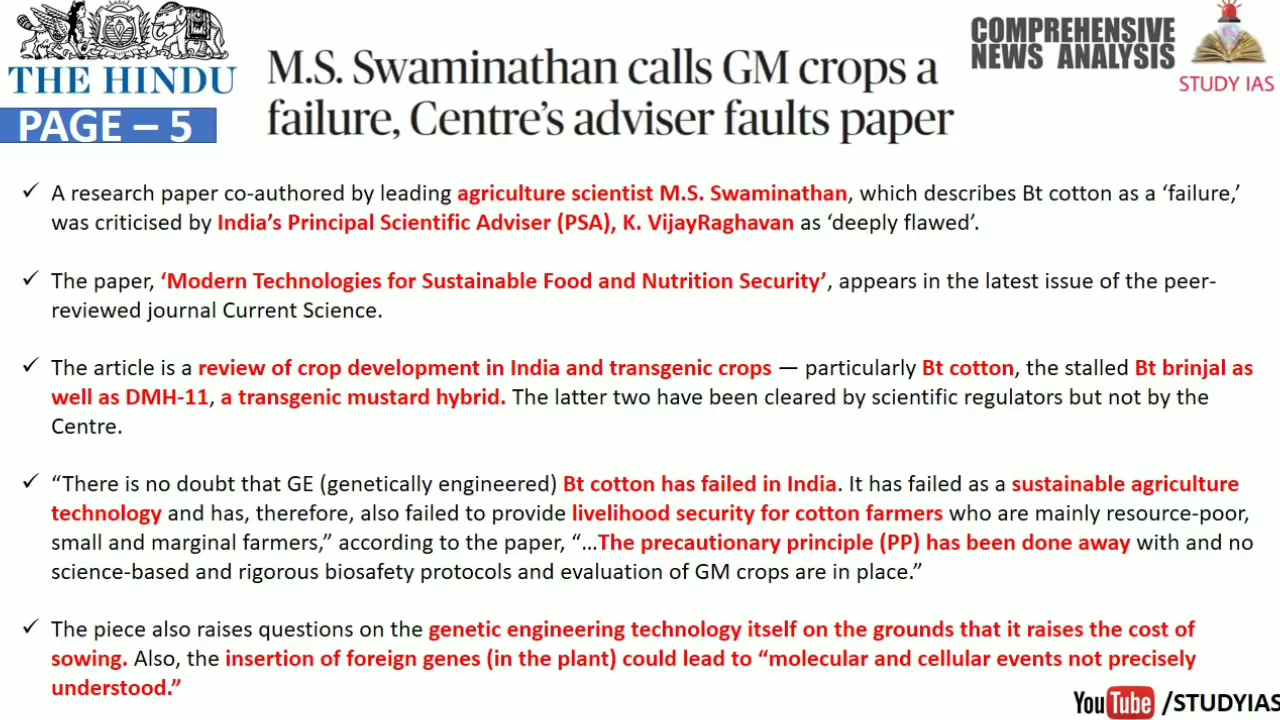 THE HINDU
PAGE – 5
M.S. Swaminathan calls GM crops a
failure, Centre's adviser faults paper
COMPREHENSIVE
NEWS ANALYSIS
STUDY IAS
✓ A research paper co-authored by leading agriculture scientist M.S. Swaminathan, which describes Bt cotton as a ‘failure,’
was criticised by India’s Principal Scientific Adviser (PSA), K. VijayRaghavan as ‘deeply flawed’.
✓ The paper, ‘Modern Technologies for Sustainable Food and Nutrition Security’, appears in the latest issue of the peer-
reviewed journal Current Science.
✓ The article is a review of crop development in India and transgenic crops — particularly Bt cotton, the stalled Bt brinjal as
well as DMH-11, a transgenic mustard hybrid. The latter two have been cleared by scientific regulators but not by the
Centre.
✓ “There is no doubt that GE (genetically engineered) Bt cotton has failed in India. It has failed as a sustainable agriculture
technology and has, therefore, also failed to provide livelihood security for cotton farmers who are mainly resource-poor,
small and marginal farmers,” according to the paper, “...The precautionary principle (PP) has been done away with and no
science-based and rigorous biosafety protocols and evaluation of GM crops are in place.”
✓ The piece also raises questions on the genetic engineering technology itself on the grounds that it raises the cost of
sowing. Also, the insertion of foreign genes (in the plant) could lead to “molecular and cellular events not precisely
understood.”
YouTube /STUDYIAS